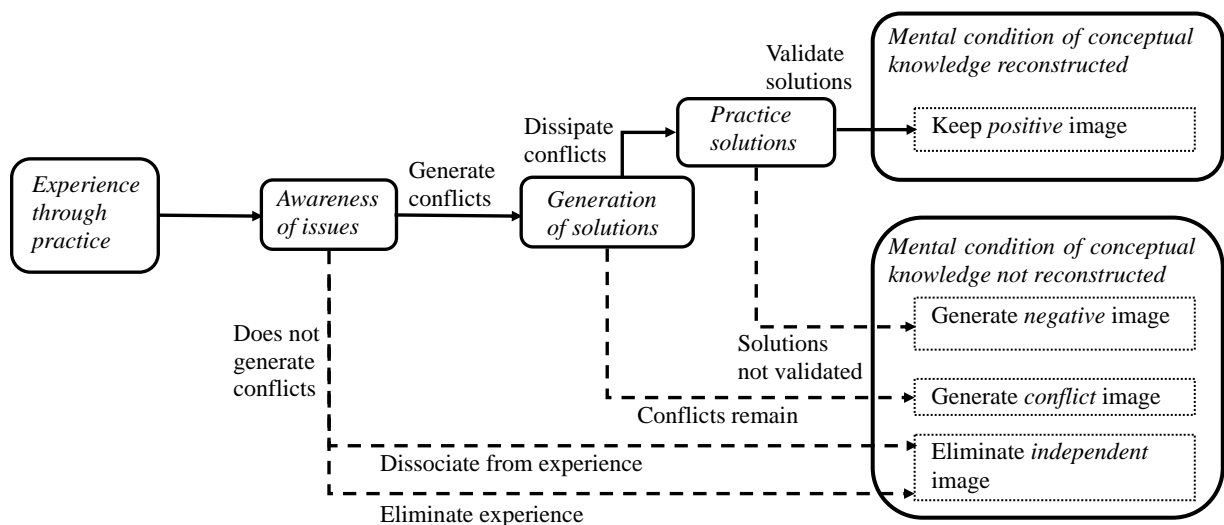 Experience
through
practice
Awareness
of issues
Generate
conflicts
Generation
of solutions
Dissipate
conflicts
Practice
solutions
Validate
solutions
Mental condition of conceptual
knowledge reconstructed
Keep positive image
Mental condition of conceptual
knowledge not reconstructed
Generate negative image
Generate conflict image
Eliminate independent
image
Does not
generate
conflicts
Solutions
not validated
Conflicts remain
Dissociate from experience
Eliminate experience